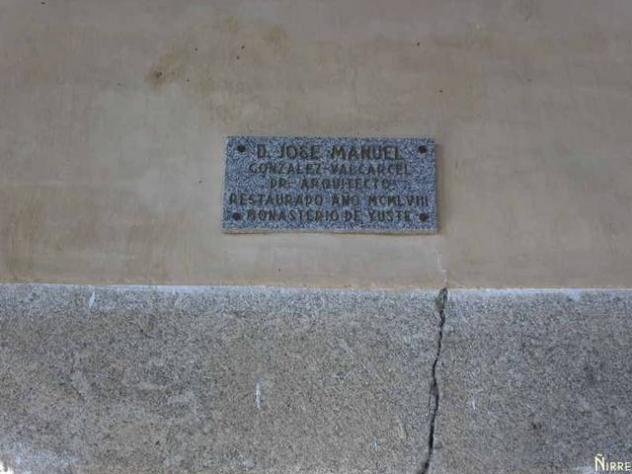 D. JOSE MANUEL
GONZALEZ-VALCARCEL
DR. ARQUITECTO
RESTAURADO AÑO MCMLVIII
MONASTERIO DE YUSTE
ÑIRRE